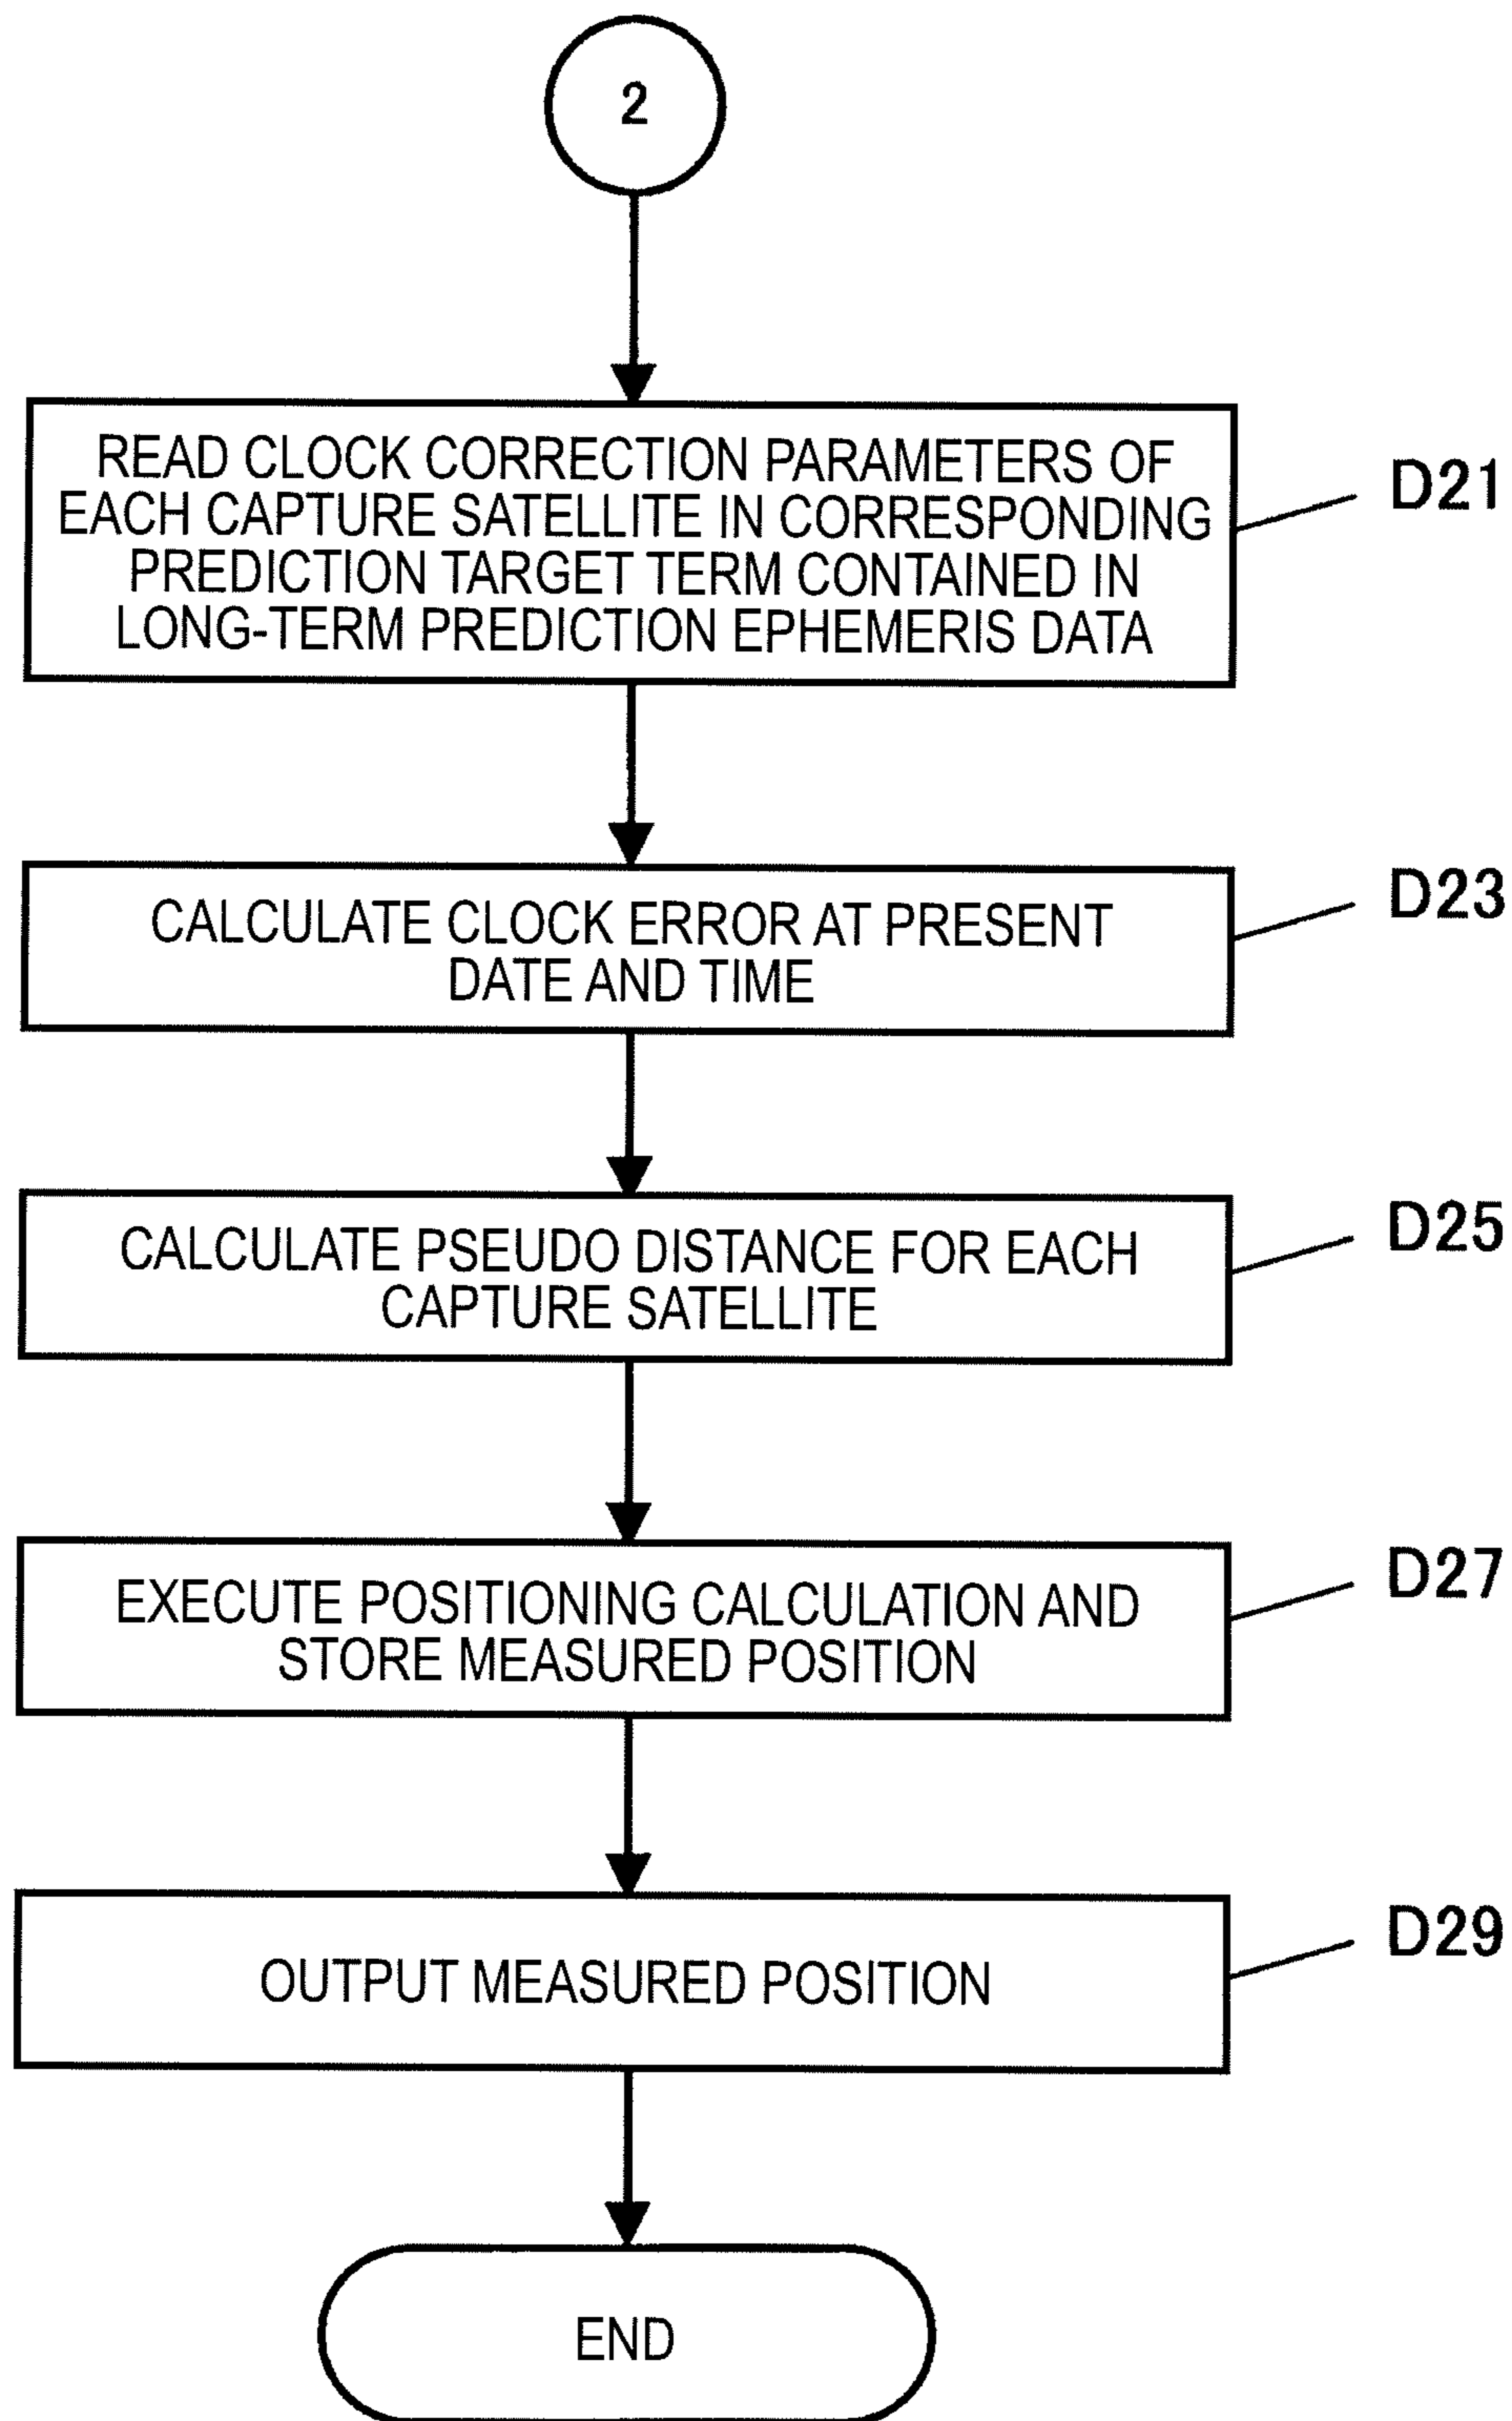 2
READ CLOCK CORRECTION PARAMETERS OF
EACH CAPTURE SATELLITE IN CORRESPONDING
PREDICTION TARGET TERM CONTAINED IN
LONG-TERM PREDICTION EPHEMERIS DATA
D21
CALCULATE CLOCK ERROR AT PRESENT
DATE AND TIME
D23
CALCULATE PSEUDO DISTANCE FOR EACH
CAPTURE SATELLITE
D25
EXECUTE POSITIONING CALCULATION AND
STORE MEASURED POSITION
D27
OUTPUT MEASURED POSITION
D29
END